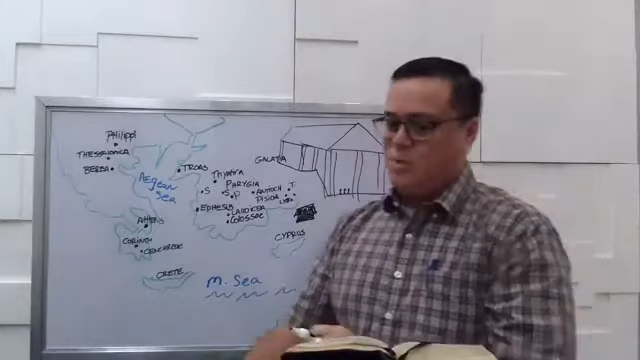 Philippi
THESSALONICA
BEREA
AEgean
SEA
TROAS
Thyatira
PHRYGIA
S
S
P
ANTIOCH
PISIDIA
I
LYSTRA
GALATIA
EPHESUS
LAODICEA
COLOSSAE
ATHENS
CORINTH
CENCHREAE
CRETE
CYPRUS
M. Sea